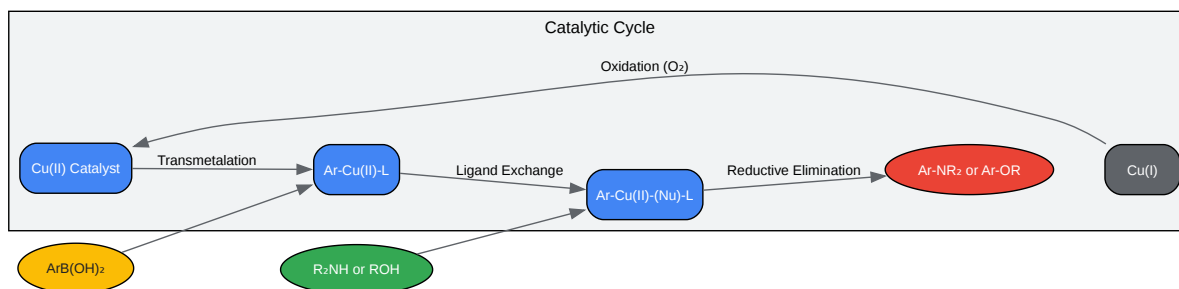 Catalytic Cycle
Oxidation (O₂)
Cu(II) Catalyst
Transmetalation
Ar-Cu(II)-L
Ligand Exchange
Ar-Cu(II)-(Nu)-L
Reductive Elimination
Ar-NR₂ or Ar-OR
Cu(I)
ArB(OH)₂
R₂NH or ROH